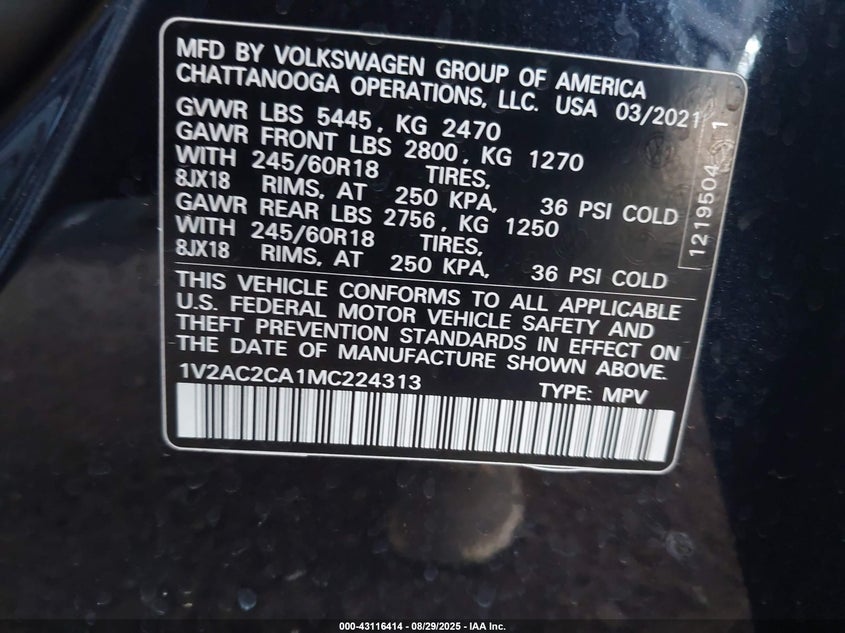 MFD BY VOLKSWAGEN GROUP OF AMERICA
CHATTANOOGA OPERATIONS, LLC. USA 03/2021
GVWR LBS 5445, KG 2470
GAWR FRONT LBS 2800, KG 1270
WITH 245/60R18 TIRES,
8JX18 RIMS, AT 250 KPA, 36 PSI COLD
GAWR REAR LBS 2756, KG 1250
WITH 245/60R18 TIRES,
8JX18 RIMS, AT 250 KPA, 36 PSI COLD
THIS VEHICLE CONFORMS TO ALL APPLICABLE
U.S. FEDERAL MOTOR VEHICLE SAFETY AND
THEFT PREVENTION STANDARDS IN EFFECT ON
THE DATE OF MANUFACTURE SHOWN ABOVE.
1V2AC2CA1MC224313 TYPE: MPV
1219504 1
000-43116414 - 08/29/2025 - IAA Inc.